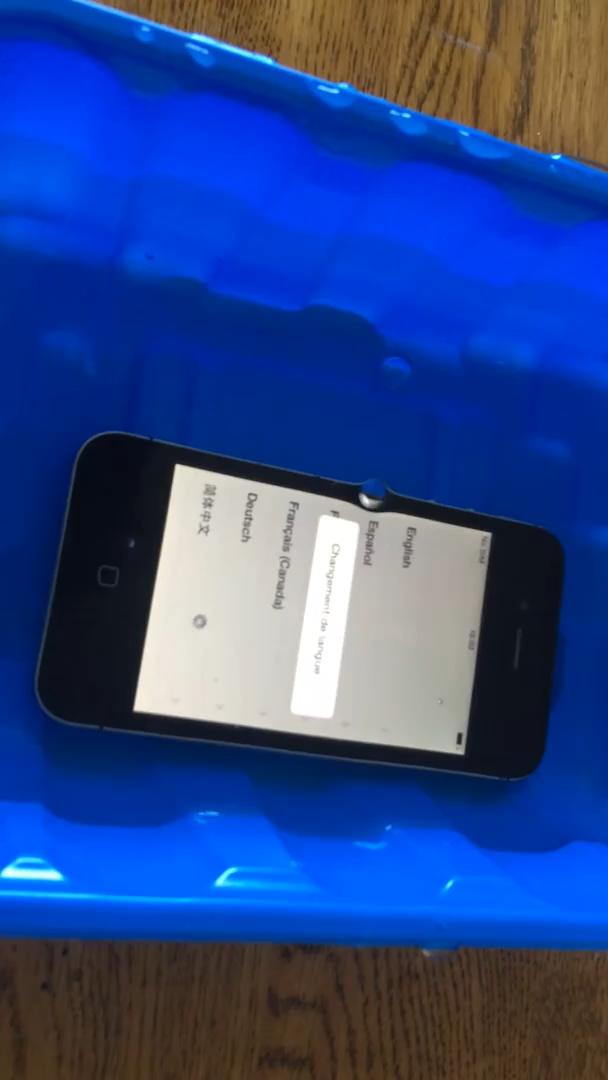 No SIM
English
Español
F
Changement de langue
Français (Canada)
Deutsch
简体中文